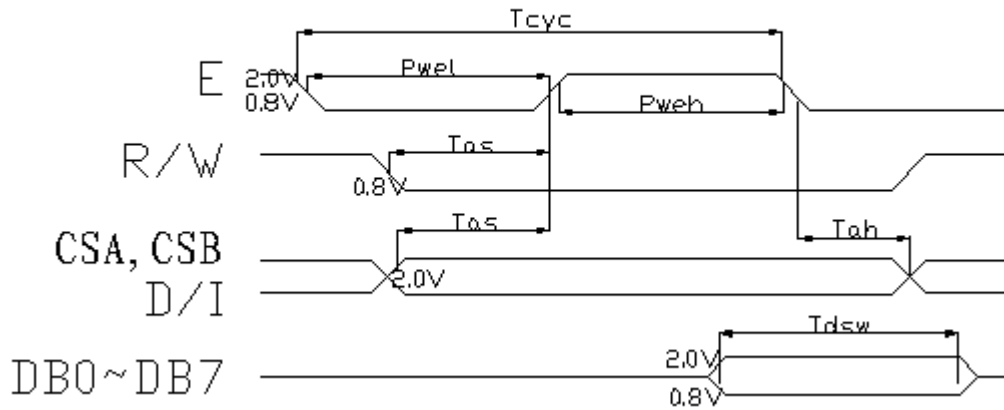 Tcyc
E
2.0V
Pwel
0.8V
Pweh
R/W
Tas
0.8V
Tas
Tah
CSA, CSB
2.0V
D/I
Tdsw
2.0V
DB0~DB7
0.8V